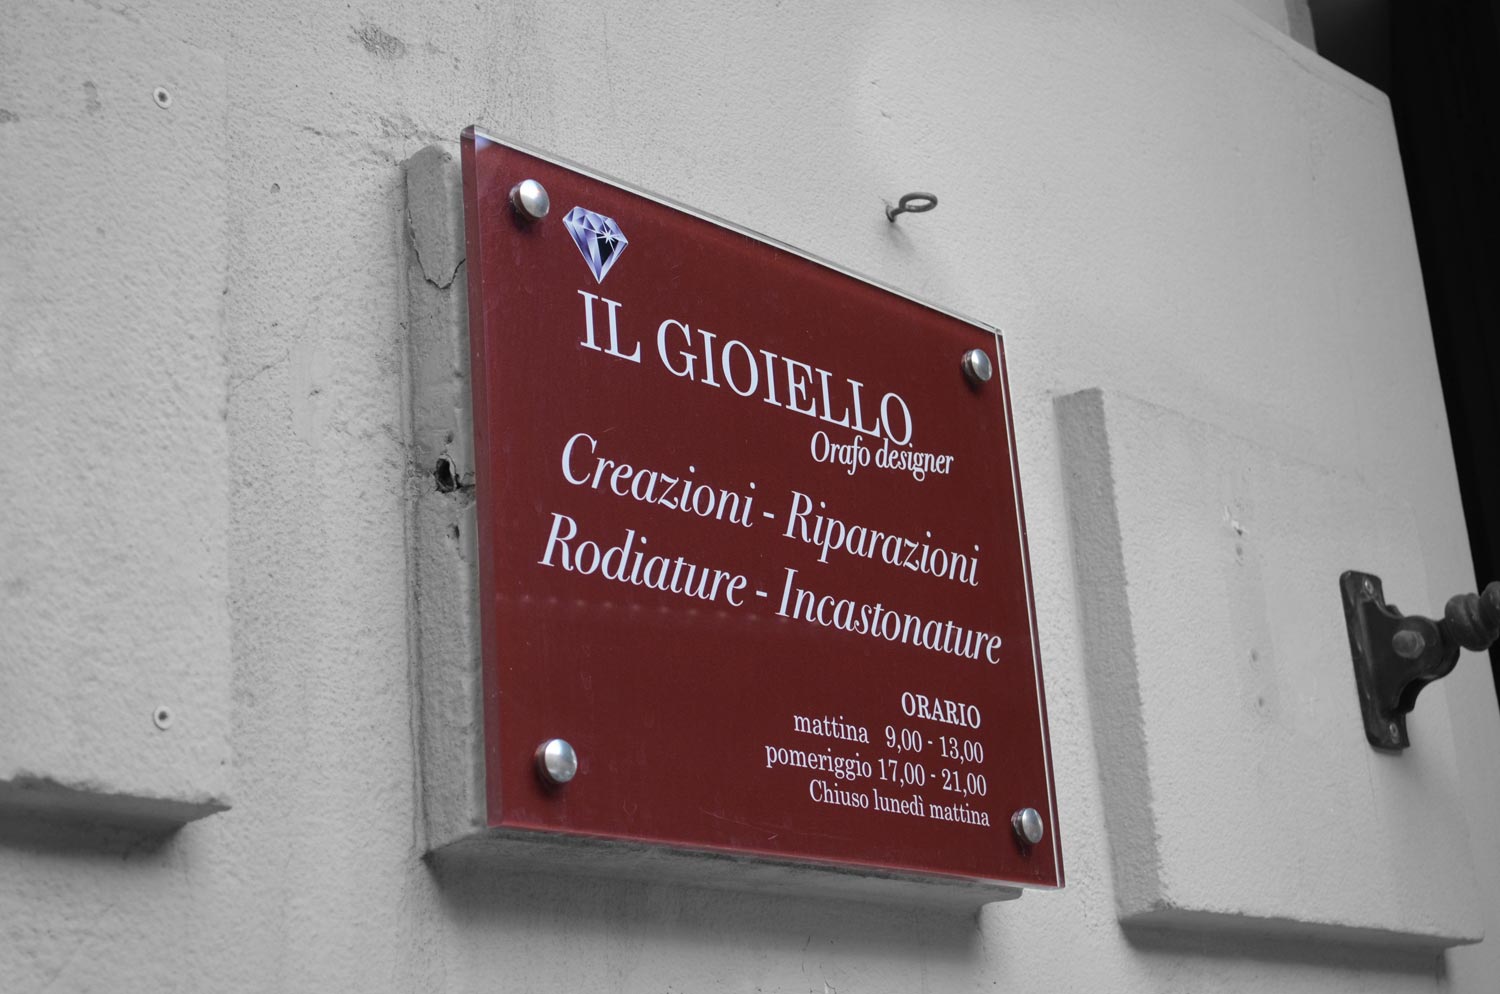 IL GIOIELLO
Orafo designer
Creazioni - Riparazioni
Rodiature - Incastonature
ORARIO
mattina 9,00 - 13,00
pomeriggio 17,00 - 21,00
Chiuso lunedì mattina